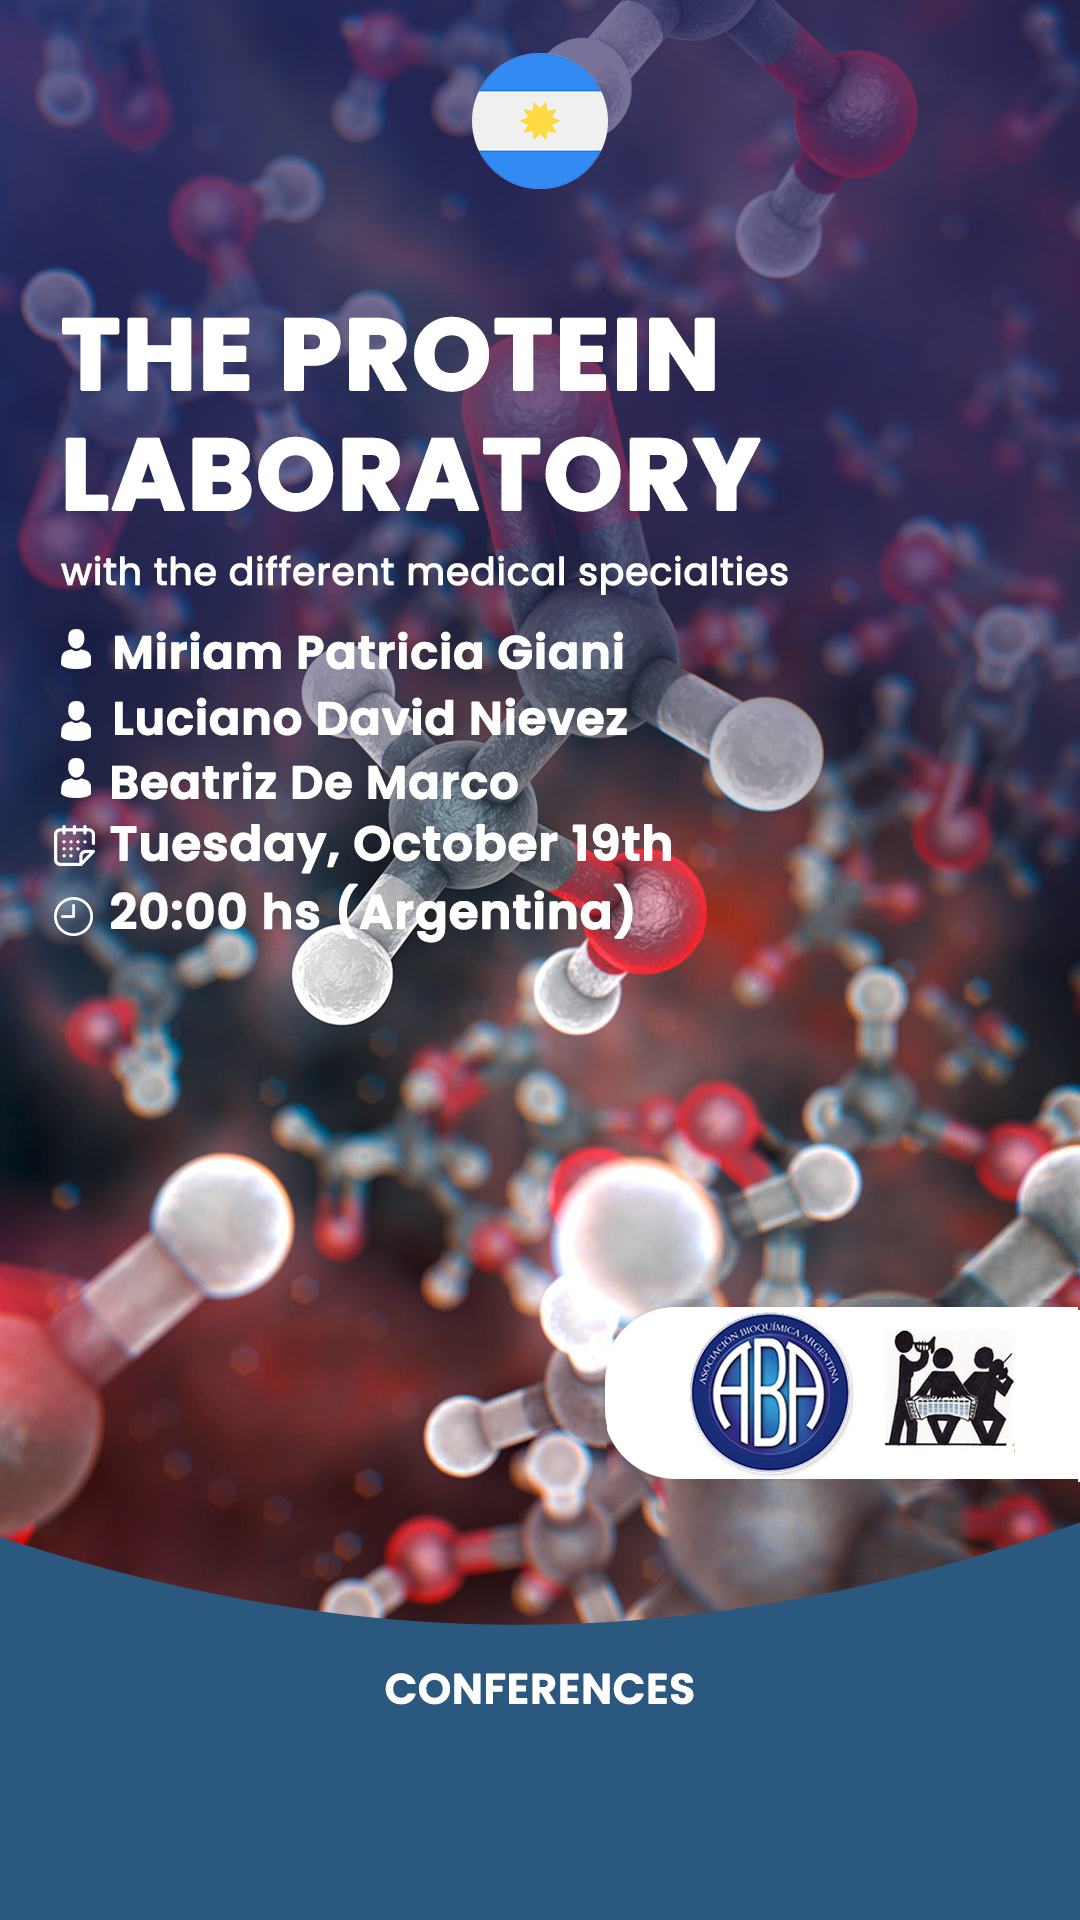 THE PROTEIN
LABORATORY
with the different medical specialties
Miriam Patricia Giani
Luciano David Nievez
Beatriz De Marco
Tuesday, October 19th
20:00 hs (Argentina)
ASOCIACIÓN BIOQUÍMICA ARGENTINA
ABA
CONFERENCES